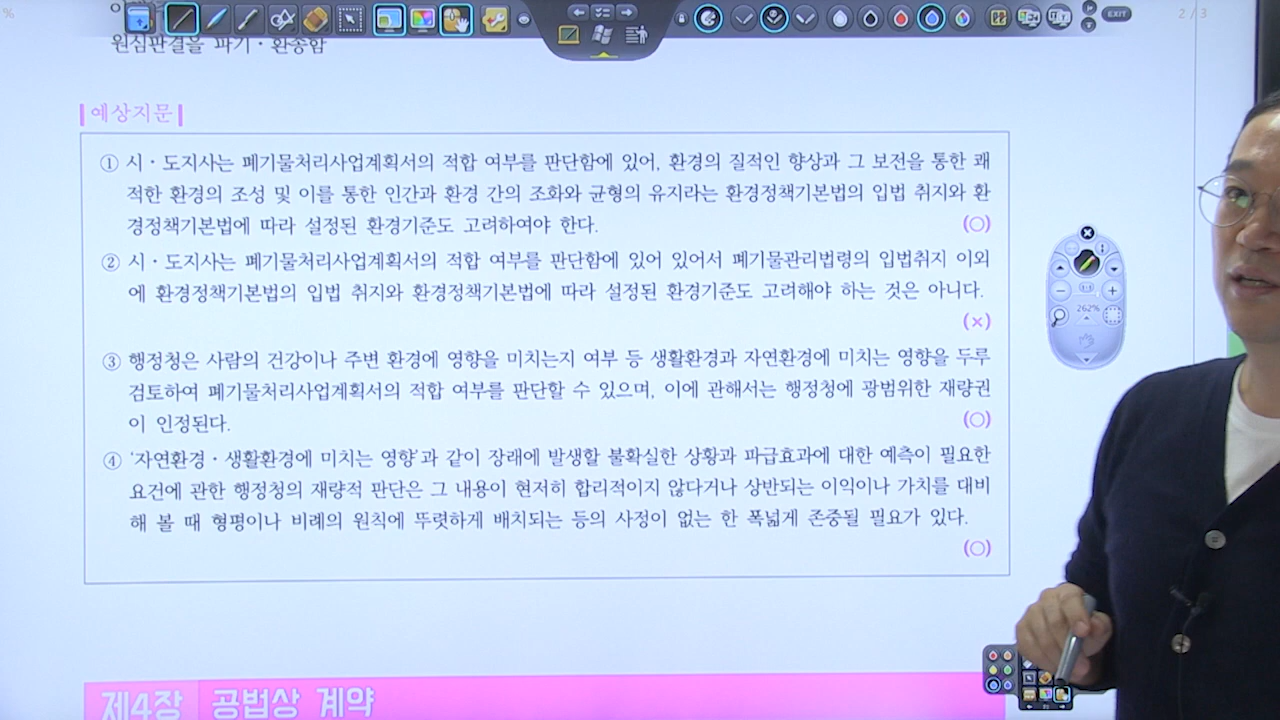 2 / 3
EXIT
원심판결을 파기·환송함
예상지문
① 시·도지사는 폐기물처리사업계획서의 적합 여부를 판단함에 있어, 환경의 질적인 향상과 그 보전을 통한 쾌
적한 환경의 조성 및 이를 통한 인간과 환경 간의 조화와 균형의 유지라는 환경정책기본법의 입법 취지와 환
경정책기본법에 따라 설정된 환경기준도 고려하여야 한다. (○)
② 시·도지사는 폐기물처리사업계획서의 적합 여부를 판단함에 있어 있어서 폐기물관리법령의 입법취지 이외
에 환경정책기본법의 입법 취지와 환경정책기본법에 따라 설정된 환경기준도 고려해야 하는 것은 아니다.
(×)
③ 행정청은 사람의 건강이나 주변 환경에 영향을 미치는지 여부 등 생활환경과 자연환경에 미치는 영향을 두루
검토하여 폐기물처리사업계획서의 적합 여부를 판단할 수 있으며, 이에 관해서는 행정청에 광범위한 재량권
이 인정된다. (○)
④ '자연환경·생활환경에 미치는 영향'과 같이 장래에 발생할 불확실한 상황과 파급효과에 대한 예측이 필요한
요건에 관한 행정청의 재량적 판단은 그 내용이 현저히 합리적이지 않다거나 상반되는 이익이나 가치를 대비
해 볼 때 형평이나 비례의 원칙에 뚜렷하게 배치되는 등의 사정이 없는 한 폭넓게 존중될 필요가 있다.
(○)
262%
제4장 공법상 계약